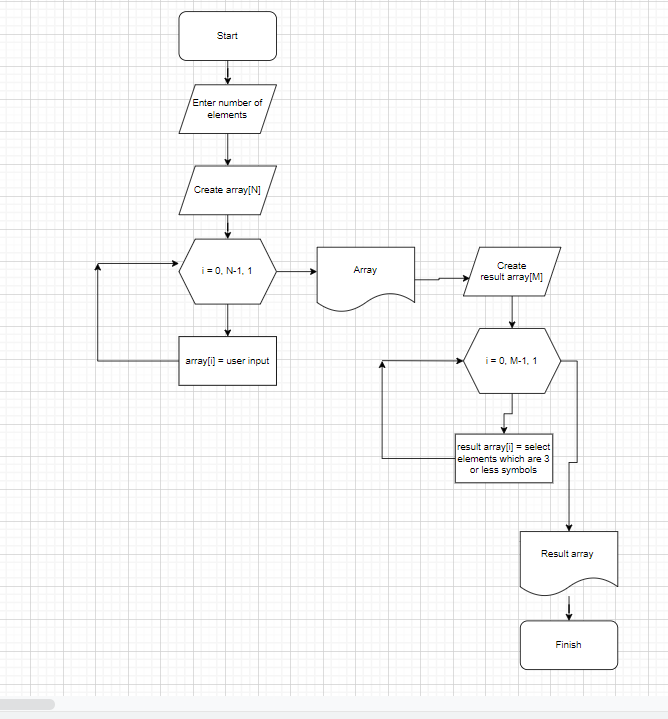 Start
Enter number of
elements
Create array[N]
i = 0, N-1, 1
array[i] = user input
Array
Create
result array[M]
i = 0, M-1, 1
result array[i] = select
elements which are 3
or less symbols
Result array
Finish